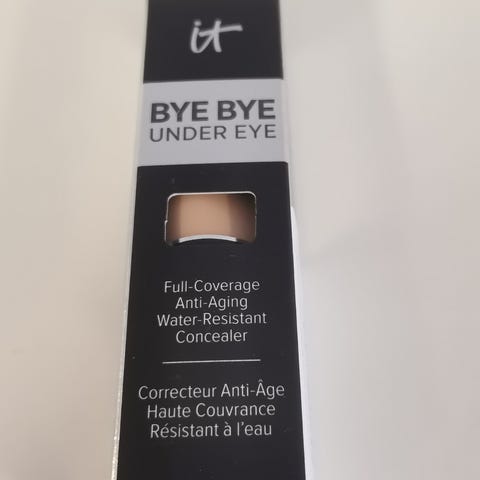 it
BYE BYE
UNDER EYE
Full-Coverage
Anti-Aging
Water-Resistant
Concealer
Correcteur Anti-Âge
Haute Couvrance
Résistant à l'eau